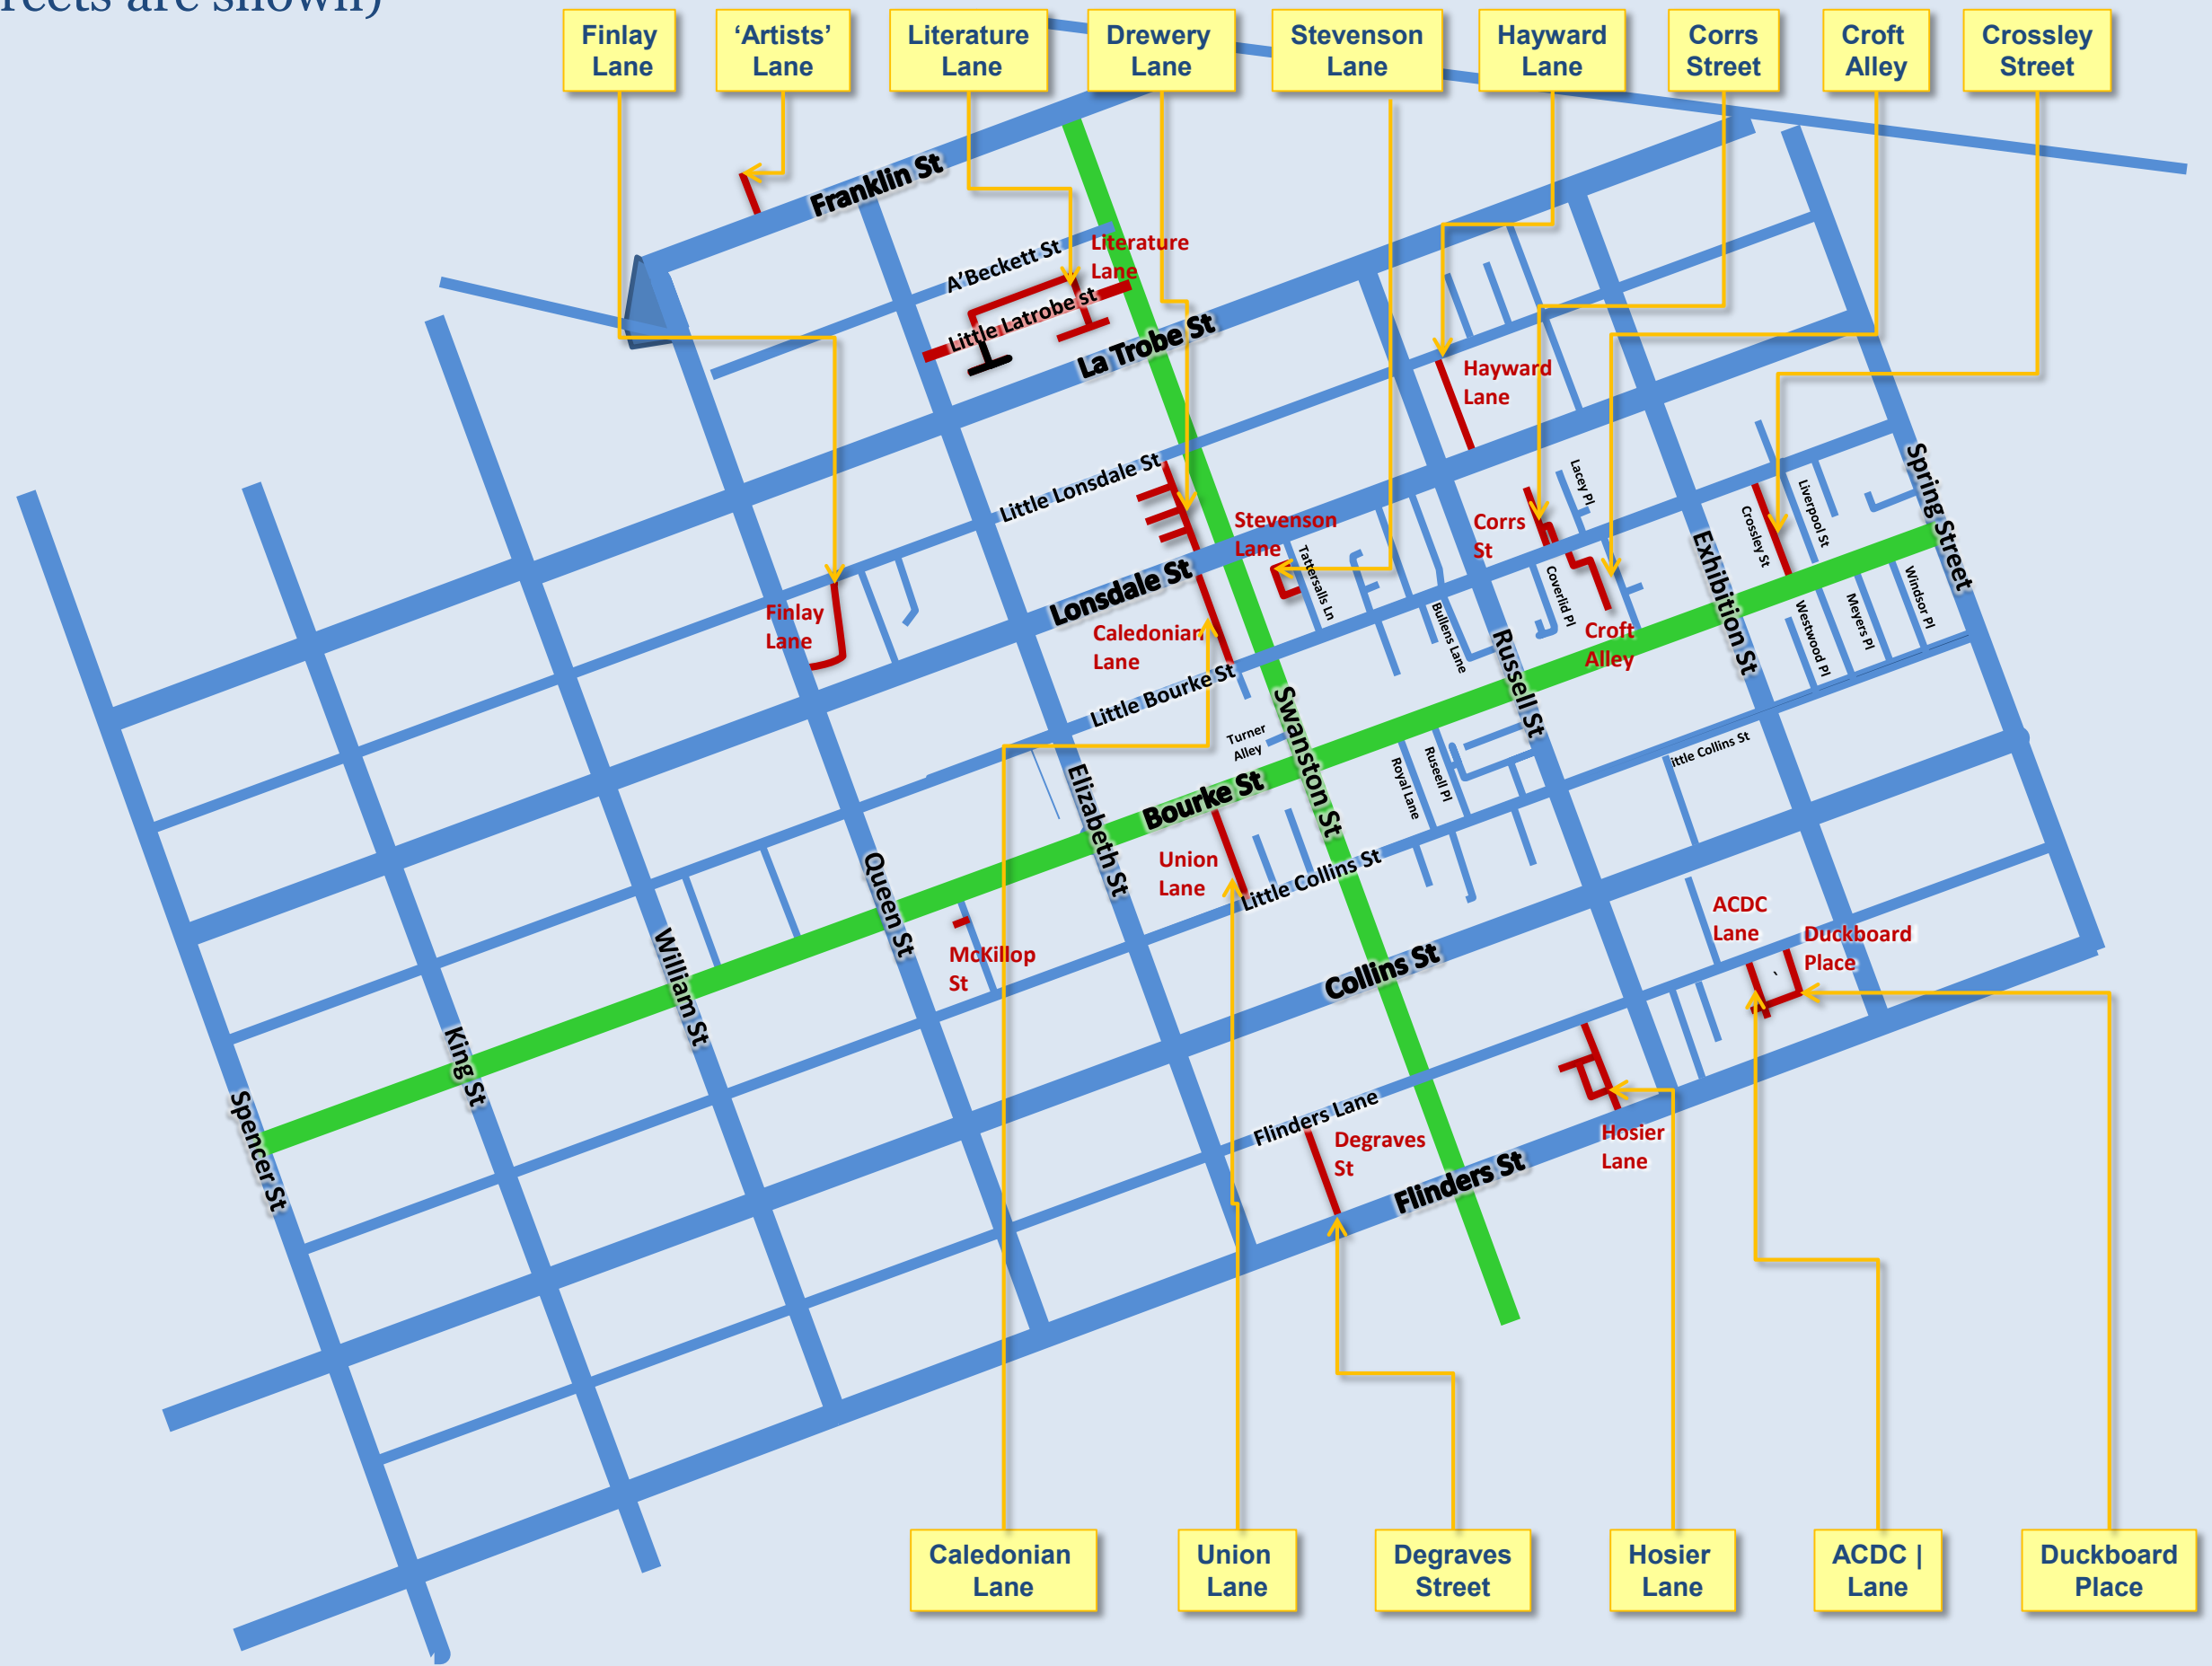 reets are shown)
Finlay
Lane
‘Artists’
Lane
Literature
Lane
Drewery
Lane
Stevenson
Lane
Hayward
Lane
Corrs
Street
Croft
Alley
Crossley
Street
Franklin St
A’Beckett St
Literature
Lane
Little Latrobe st
La Trobe St
Hayward
Lane
Little Lonsdale St
Stevenson
Lane
Corrs
St
Lacey Pl
Crossley St
Liverpool St
Spring Street
Tattersalls Ln
Lonsdale St
Finlay
Lane
Caledonian
Lane
Bullens Lane
Coverlid Pl
Croft
Alley
Exhibition St
Westwood Pl
Meyers Pl
Windsor Pl
Little Bourke St
Russell St
Turner
Alley
Swanston St
Royal Lane
Ruseell Pl
ittle Collins St
Elizabeth St
Bourke St
Union
Lane
Little Collins St
Queen St
McKillop
St
William St
Collins St
ACDC
Lane
Duckboard
Place
King St
Spencer St
Flinders Lane
Degraves
St
Flinders St
Hosier
Lane
Caledonian
Lane
Union
Lane
Degraves
Street
Hosier
Lane
ACDC |
Lane
Duckboard
Place